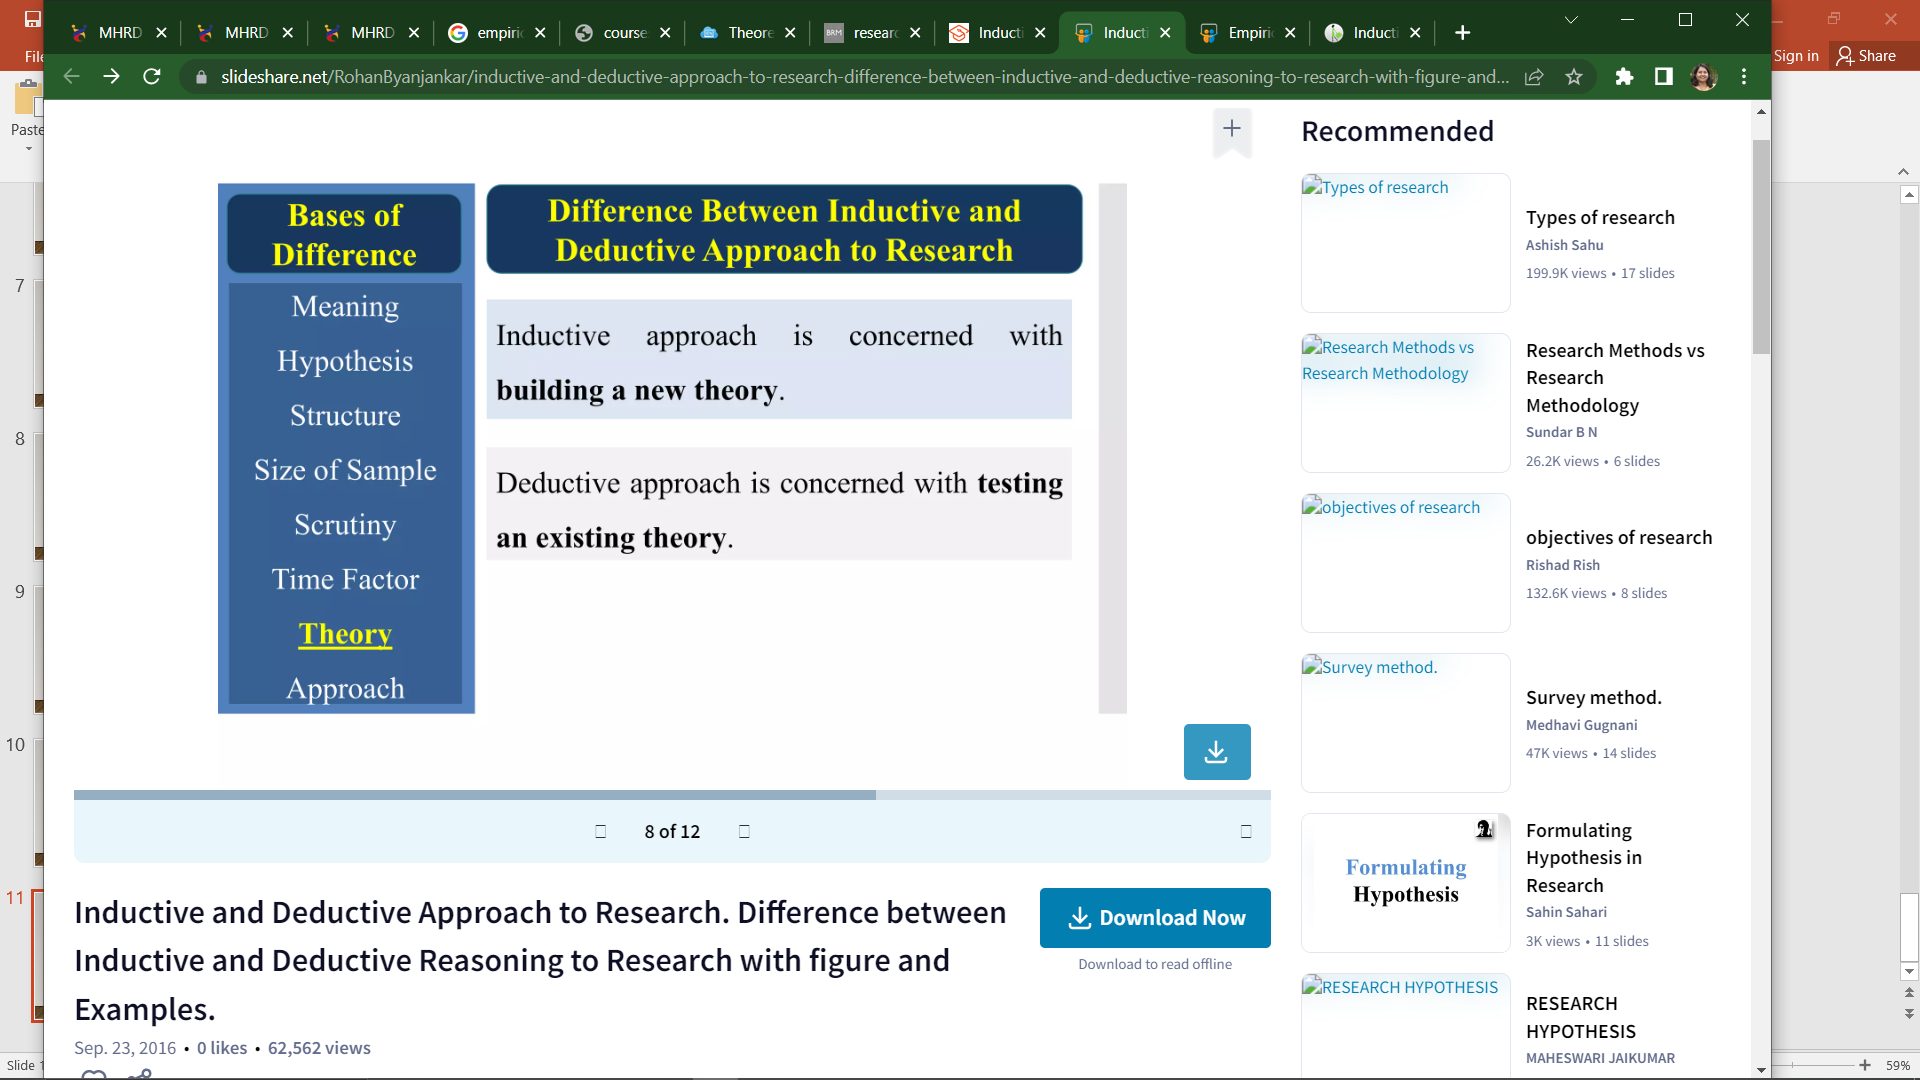 MHRD
MHRD
MHRD
empiric
course
Theore
BRM
researc
Inducti
Inducti
Empiri
Inducti
slideshare.net/RohanByanjankar/inductive-and-deductive-approach-to-research-difference-between-inductive-and-deductive-reasoning-to-research-with-figure-and...
File
Sign in
Share
Paste
7
8
9
10
11
Bases of
Difference
Meaning
Hypothesis
Structure
Size of Sample
Scrutiny
Time Factor
Theory
Approach
Difference Between Inductive and
Deductive Approach to Research
Inductive approach is concerned with
building a new theory.
Deductive approach is concerned with testing
an existing theory.
8 of 12
Inductive and Deductive Approach to Research. Difference between
Inductive and Deductive Reasoning to Research with figure and
Examples.
Sep. 23, 2016 • 0 likes • 62,562 views
Download Now
Download to read offline
Recommended
Types of research
Types of research
Ashish Sahu
199.9K views • 17 slides
Research Methods vs
Research Methodology
Research Methods vs
Research
Methodology
Sundar B N
26.2K views • 6 slides
objectives of research
objectives of research
Rishad Rish
132.6K views • 8 slides
Survey method.
Survey method.
Medhavi Gugnani
47K views • 14 slides
Formulating
Hypothesis
Formulating
Hypothesis in
Research
Sahin Sahari
3K views • 11 slides
RESEARCH HYPOTHESIS
RESEARCH
HYPOTHESIS
MAHESWARI JAIKUMAR
Slide 1
59%